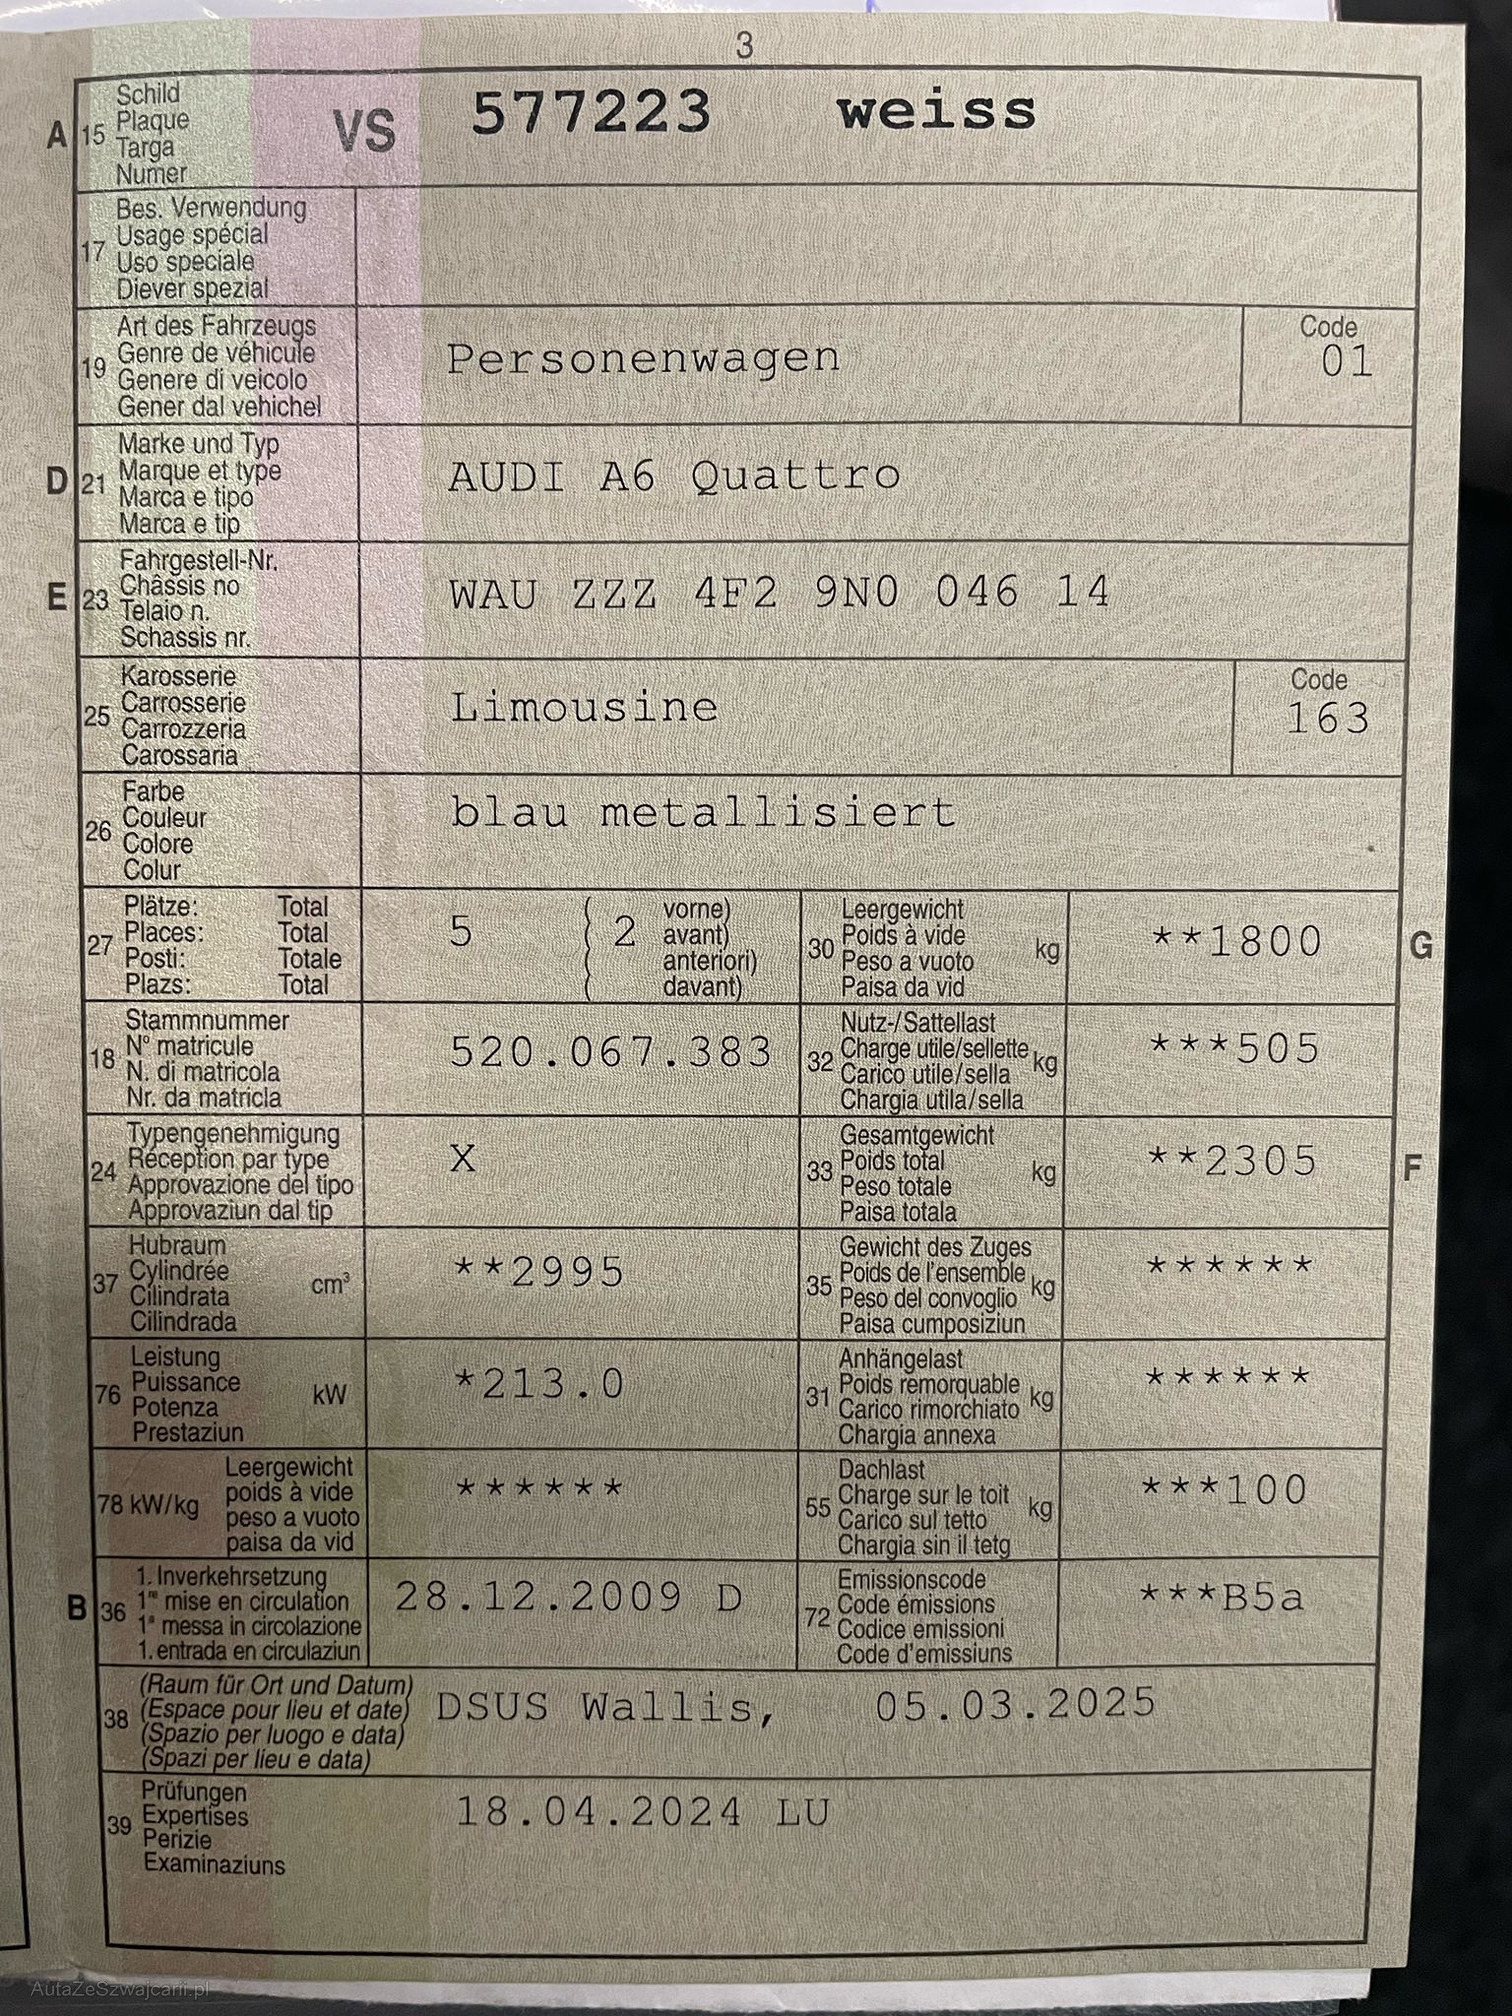 3
A 15 Schild
Plaque
Targa
Numer
VS 577223 weiss
17 Bes. Verwendung
Usage spécial
Uso speciale
Diever spezial
19 Art des Fahrzeugs
Genre de véhicule
Genere di veicolo
Gener dal vehichel
Personenwagen
Code
01
D 21 Marke und Typ
Marque et type
Marca e tipo
Marca e tip
AUDI A6 Quattro
E 23 Fahrgestell-Nr.
Châssis no
Telaio n.
Schassis nr.
WAU ZZZ 4F2 9N0 046 14
25 Karosserie
Carrosserie
Carrozzeria
Carossaria
Limousine
Code
163
26 Farbe
Couleur
Colore
Colur
blau metallisiert
27 Plätze: Total
Places: Total
Posti: Totale
Plazs: Total
5 { 2 vorne)
avant)
anteriori)
davant)
30 Leergewicht
Poids à vide kg
Peso a vuoto
Paisa da vid
**1800 G
18 Stammnummer
N° matricule
N. di matricola
Nr. da matricla
520.067.383
32 Nutz-/Sattellast
Charge utile/sellette kg
Carico utile/sella
Chargia utila/sella
***505
24 Typengenehmigung
Réception par type
Approvazione del tipo
Approvaziun dal tip
X
33 Gesamtgewicht
Poids total kg
Peso totale
Paisa totala
**2305 F
37 Hubraum
Cylindrée cm³
Cilindrata
Cilindrada
**2995
35 Gewicht des Zuges
Poids de l'ensemble kg
Peso del convoglio
Paisa cumposiziun
******
76 Leistung
Puissance kW
Potenza
Prestaziun
*213.0
31 Anhängelast
Poids remorquable kg
Carico rimorchiato
Chargia annexa
******
78 kW/kg Leergewicht
poids à vide
peso a vuoto
paisa da vid
******
55 Dachlast
Charge sur le toit kg
Carico sul tetto
Chargia sin il tetg
***100
B 36 1. Inverkehrsetzung
1re mise en circulation
1a messa in circolazione
1. entrada en circulaziun
28.12.2009 D
72 Emissionscode
Code émissions
Codice emissioni
Code d'emissiuns
***B5a
38 (Raum für Ort und Datum)
(Espace pour lieu et date)
(Spazio per luogo e data)
(Spazi per lieu e data)
DSUS Wallis, 05.03.2025
39 Prüfungen
Expertises
Perizie
Examinaziuns
18.04.2024 LU
AutaZeSzwajcarii.pl